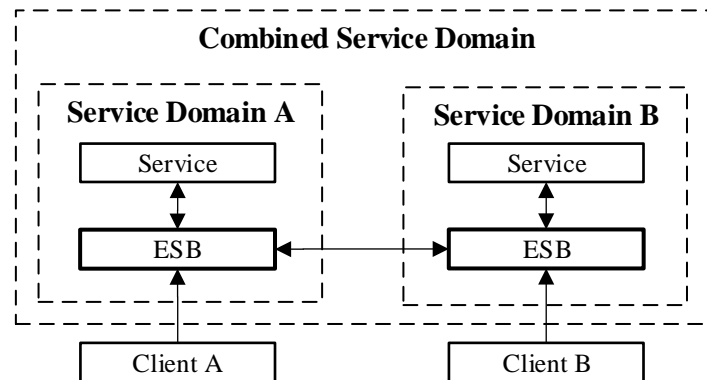 Combined Service Domain
Service Domain A
Service Domain B
Service
Service
ESB
ESB
Client A
Client B